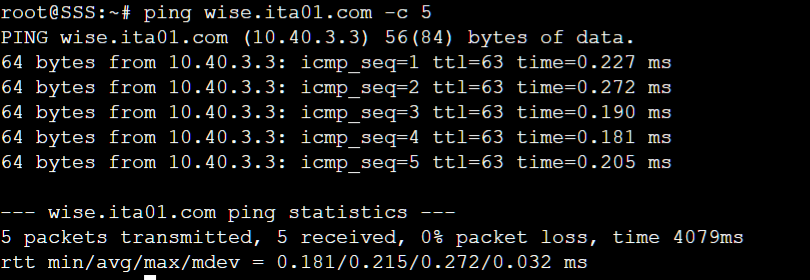 root@SSS:~# ping wise.ita01.com -c 5
PING wise.ita01.com (10.40.3.3) 56(84) bytes of data.
64 bytes from 10.40.3.3: icmp_seq=1 ttl=63 time=0.227 ms
64 bytes from 10.40.3.3: icmp_seq=2 ttl=63 time=0.272 ms
64 bytes from 10.40.3.3: icmp_seq=3 ttl=63 time=0.190 ms
64 bytes from 10.40.3.3: icmp_seq=4 ttl=63 time=0.181 ms
64 bytes from 10.40.3.3: icmp_seq=5 ttl=63 time=0.205 ms

--- wise.ita01.com ping statistics ---
5 packets transmitted, 5 received, 0% packet loss, time 4079ms
rtt min/avg/max/mdev = 0.181/0.215/0.272/0.032 ms